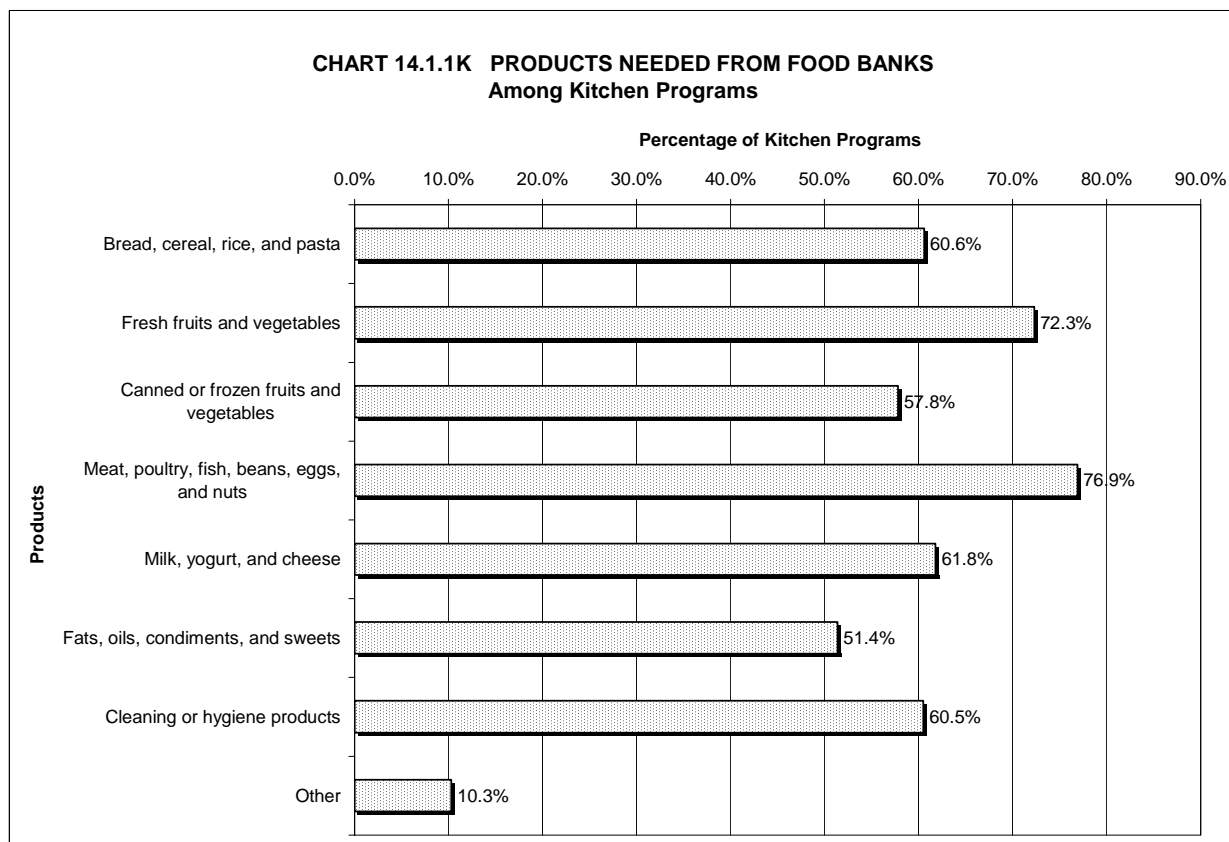 CHART 14.1.1K PRODUCTS NEEDED FROM FOOD BANKS
Among Kitchen Programs
Percentage of Kitchen Programs
0.0% 10.0% 20.0% 30.0% 40.0% 50.0% 60.0% 70.0% 80.0% 90.0%
Products
Bread, cereal, rice, and pasta 60.6%
Fresh fruits and vegetables 72.3%
Canned or frozen fruits and
vegetables 57.8%
Meat, poultry, fish, beans, eggs,
and nuts 76.9%
Milk, yogurt, and cheese 61.8%
Fats, oils, condiments, and sweets 51.4%
Cleaning or hygiene products 60.5%
Other 10.3%